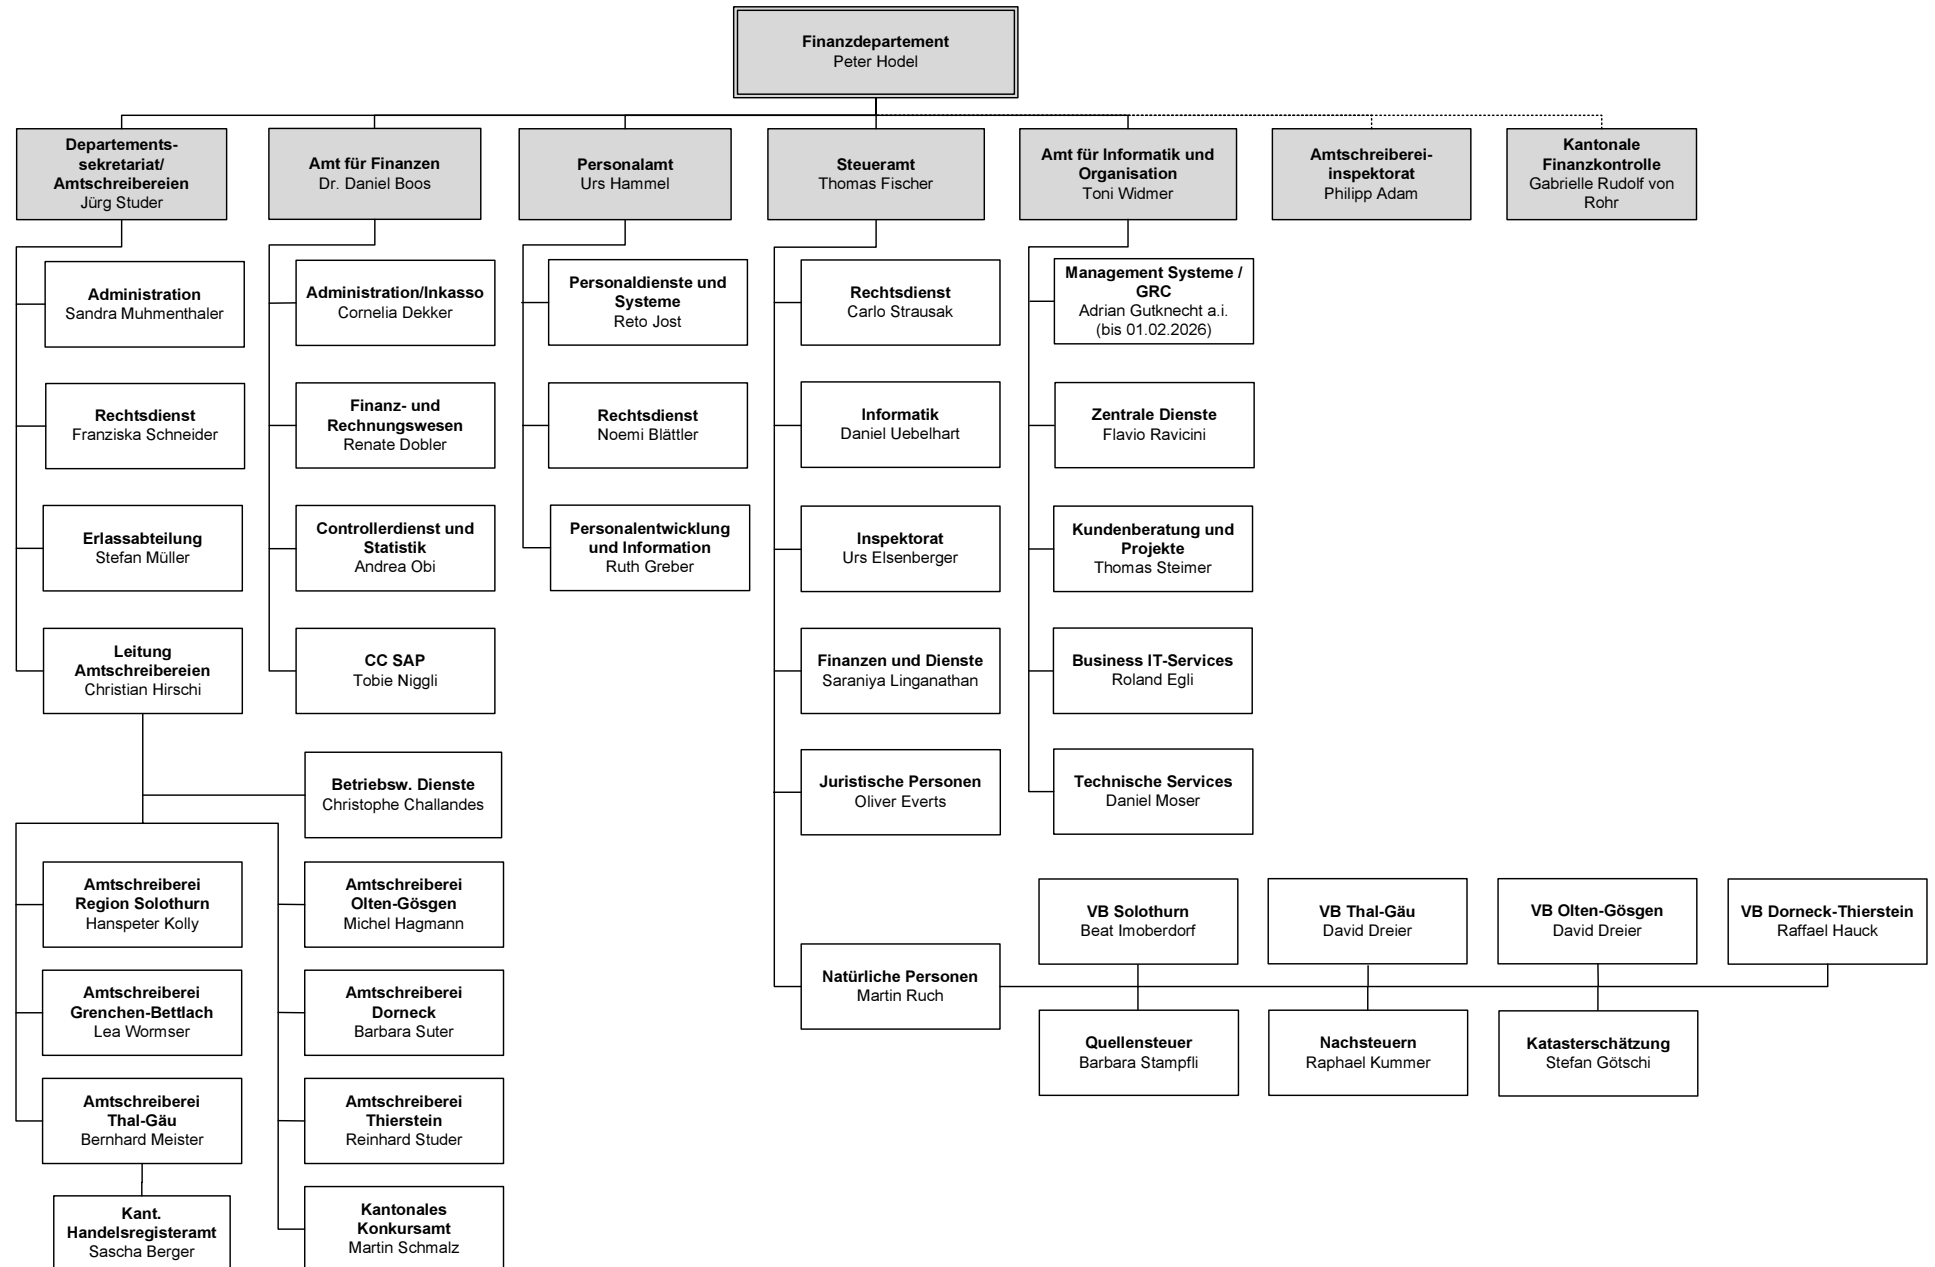 Finanzdepartement
Peter Hodel
Departements-
sekretariat/
Amtschreibereien
Jürg Studer
Amt für Finanzen
Dr. Daniel Boos
Personalamt
Urs Hammel
Steueramt
Thomas Fischer
Amt für Informatik und
Organisation
Toni Widmer
Amtschreiberei-
inspektorat
Philipp Adam
Kantonale
Finanzkontrolle
Gabrielle Rudolf von
Rohr
Administration
Sandra Muhmenthaler
Rechtsdienst
Franziska Schneider
Erlassabteilung
Stefan Müller
Leitung
Amtschreibereien
Christian Hirschi
Administration/Inkasso
Cornelia Dekker
Finanz- und
Rechnungswesen
Renate Dobler
Controllerdienst und
Statistik
Andrea Obi
CC SAP
Tobie Niggli
Personaldienste und
Systeme
Reto Jost
Rechtsdienst
Noemi Blättler
Personalentwicklung
und Information
Ruth Greber
Rechtsdienst
Carlo Strausak
Informatik
Daniel Uebelhart
Inspektorat
Urs Elsenberger
Finanzen und Dienste
Saraniya Linganathan
Juristische Personen
Oliver Everts
Natürliche Personen
Martin Ruch
Management Systeme /
GRC
Adrian Gutknecht a.i.
(bis 01.02.2026)
Zentrale Dienste
Flavio Ravicini
Kundenberatung und
Projekte
Thomas Steimer
Business IT-Services
Roland Egli
Technische Services
Daniel Moser
Betriebsw. Dienste
Christophe Challandes
Amtschreiberei
Region Solothurn
Hanspeter Kolly
Amtschreiberei
Grenchen-Bettlach
Lea Wormser
Amtschreiberei
Thal-Gäu
Bernhard Meister
Kant.
Handelsregisteramt
Sascha Berger
Amtschreiberei
Olten-Gösgen
Michel Hagmann
Amtschreiberei
Dorneck
Barbara Suter
Amtschreiberei
Thierstein
Reinhard Studer
Kantonales
Konkursamt
Martin Schmalz
VB Solothurn
Beat Imoberdorf
VB Thal-Gäu
David Dreier
VB Olten-Gösgen
David Dreier
VB Dorneck-Thierstein
Raffael Hauck
Quellensteuer
Barbara Stampfli
Nachsteuern
Raphael Kummer
Katasterschätzung
Stefan Götschi